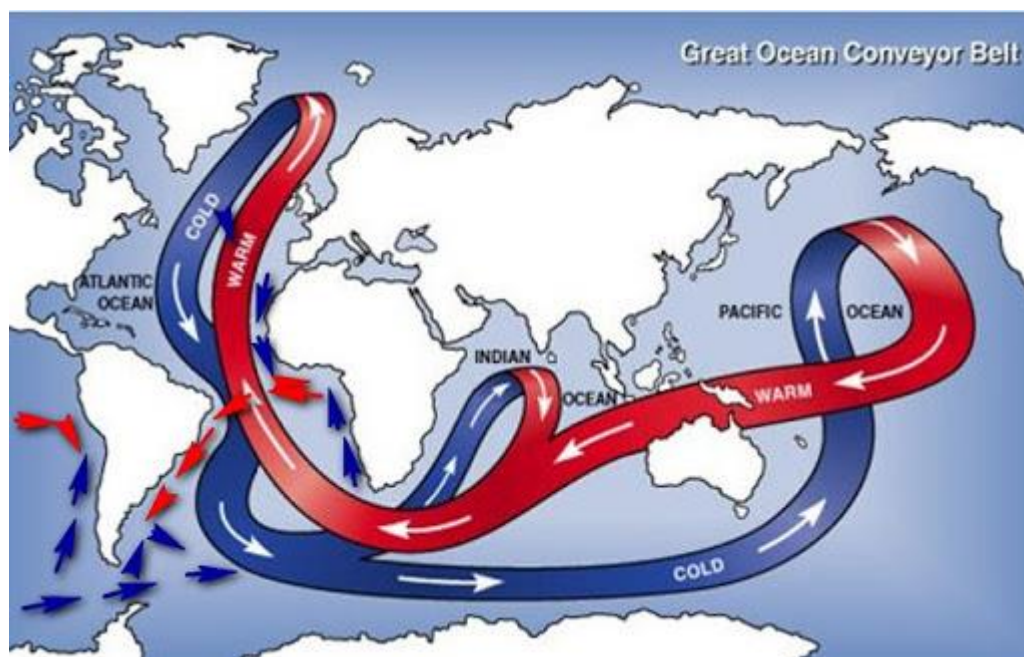 Great Ocean Conveyor Belt
COLD
WARM
ATLANTIC
OCEAN
PACIFIC
OCEAN
INDIAN
OCEAN
WARM
COLD